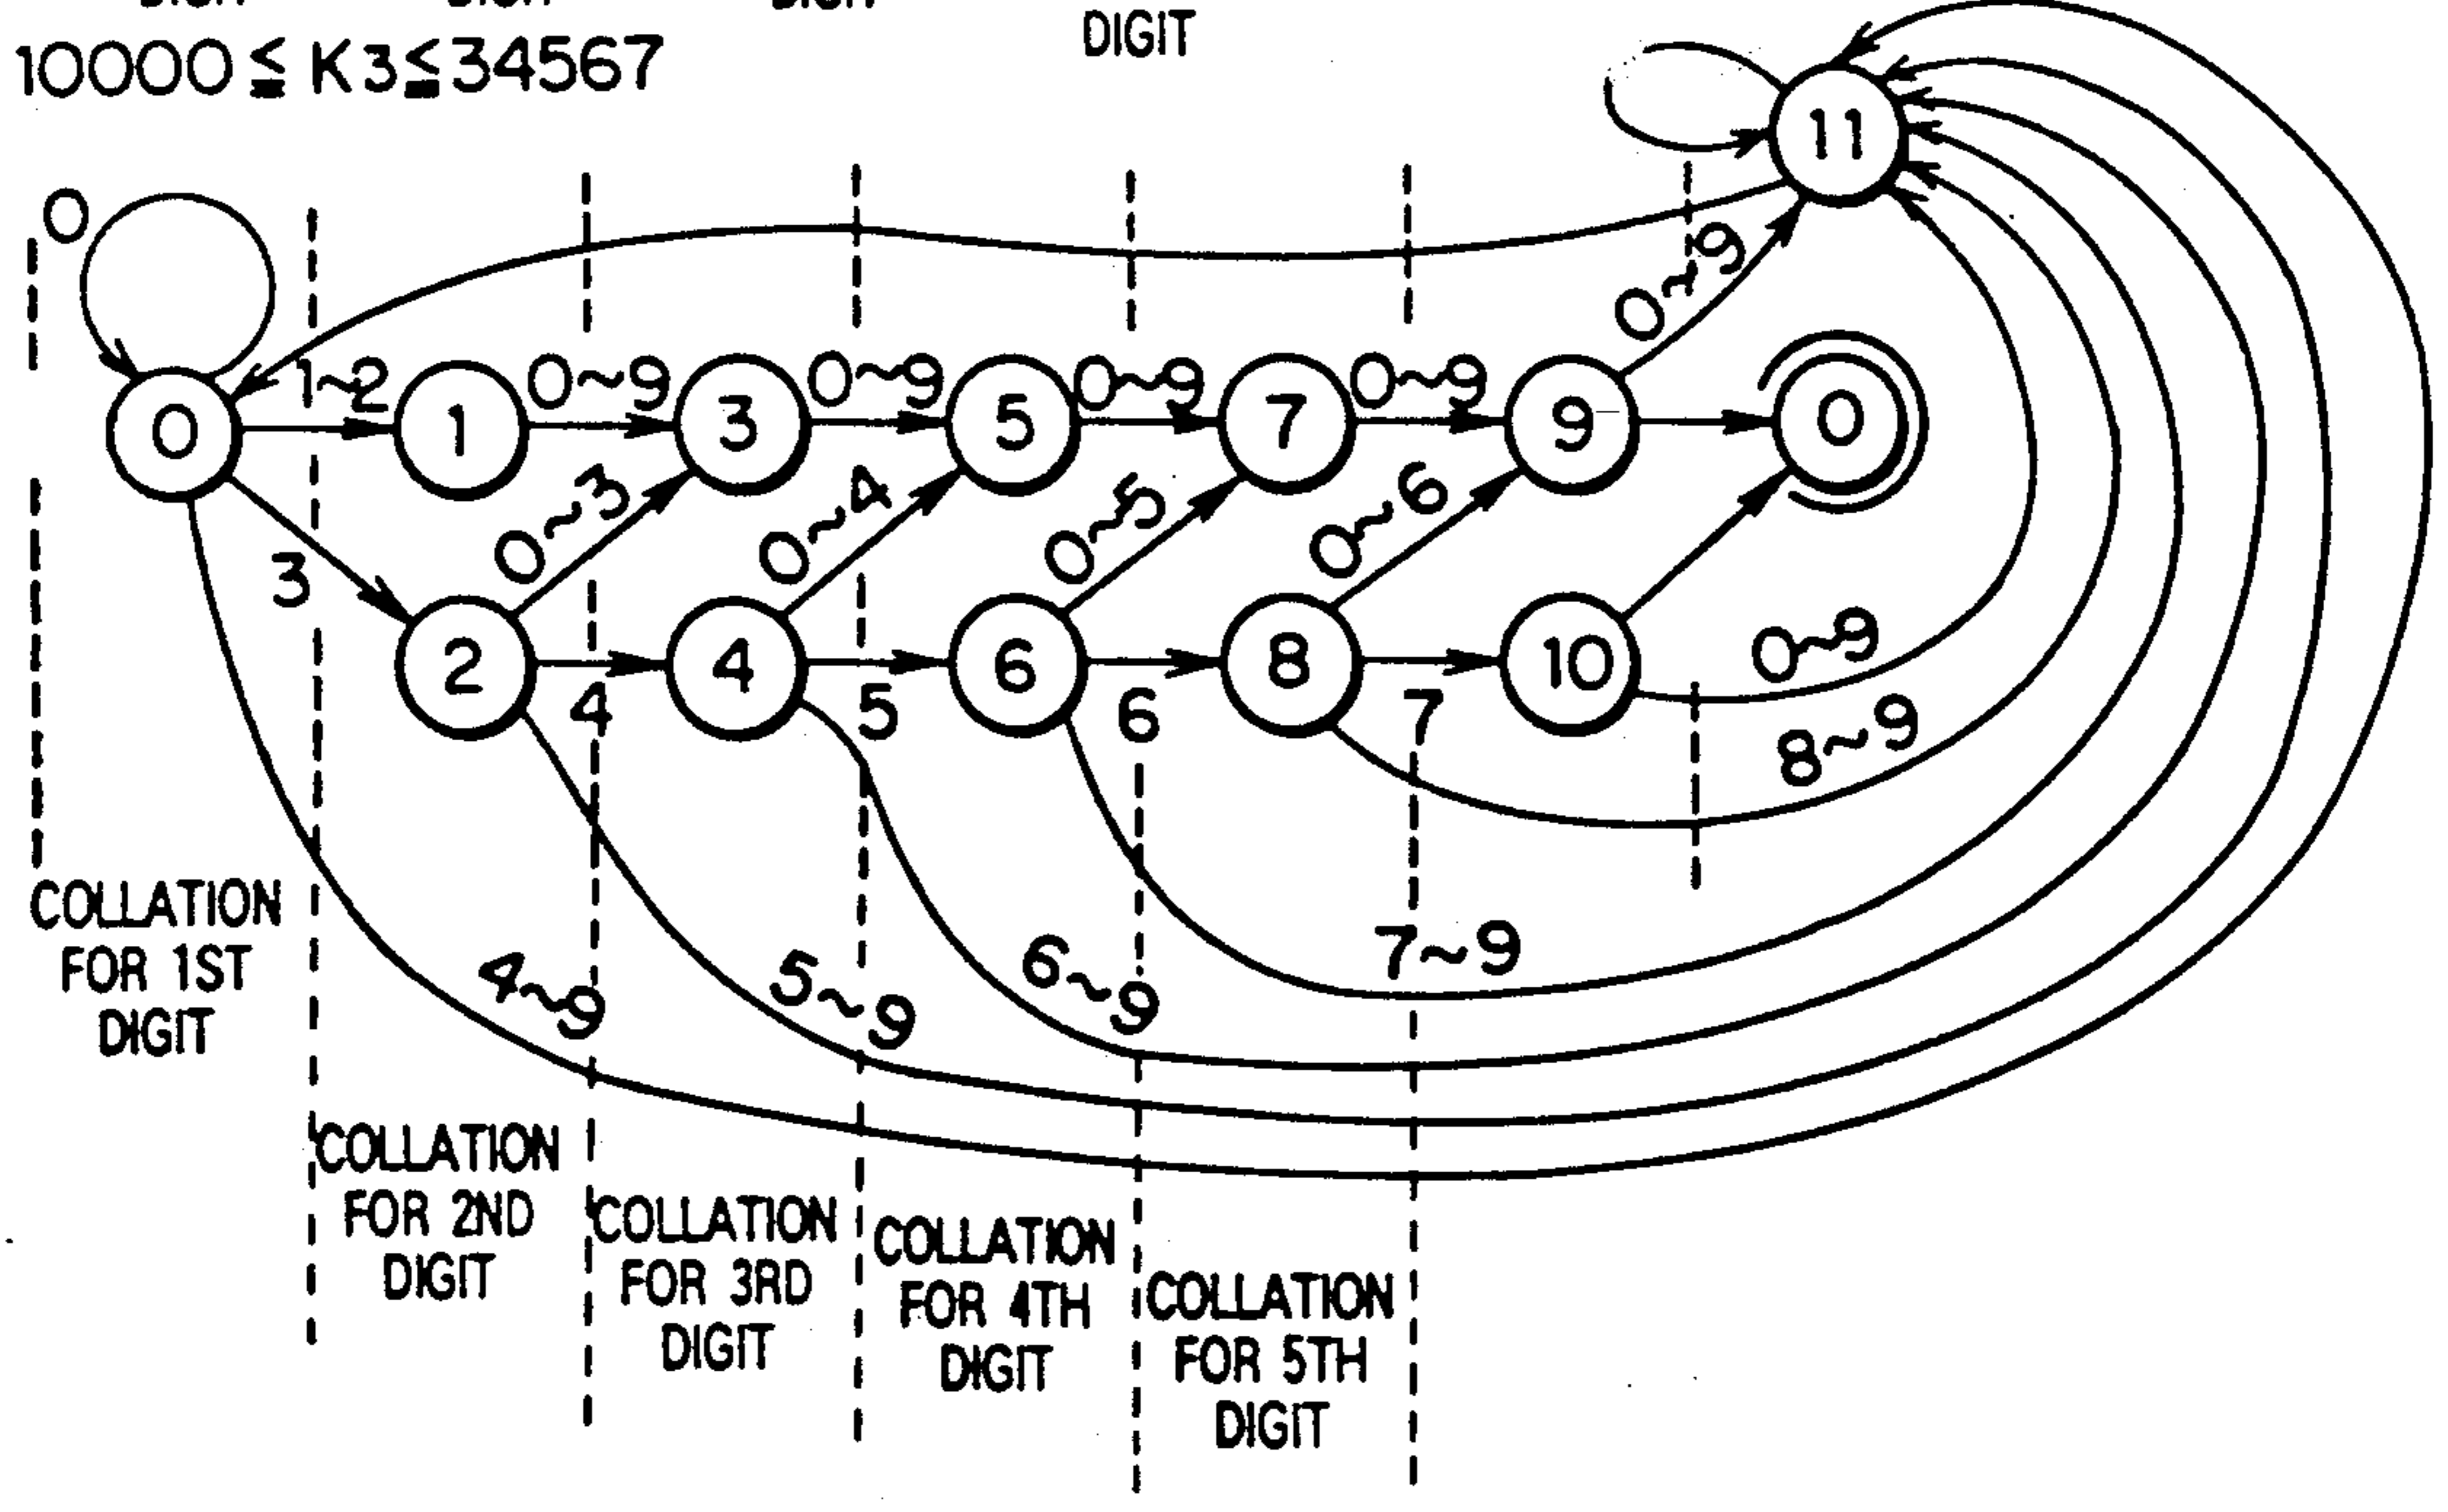 DIGIT
10000 ≦ K3 ≦ 34567
11
0
0~9
1~2
0~9
0~9
0~9
0~9
0
1
3
5
7
9
0
3
0~3
0~4
0~5
0~6
2
4
6
8
10
0~9
4
5
6
7
8~9
COLLATION
FOR 1ST
DIGIT
4~9
5~9
6~9
7~9
COLLATION
FOR 2ND
DIGIT
COLLATION
FOR 3RD
DIGIT
COLLATION
FOR 4TH
DIGIT
COLLATION
FOR 5TH
DIGIT